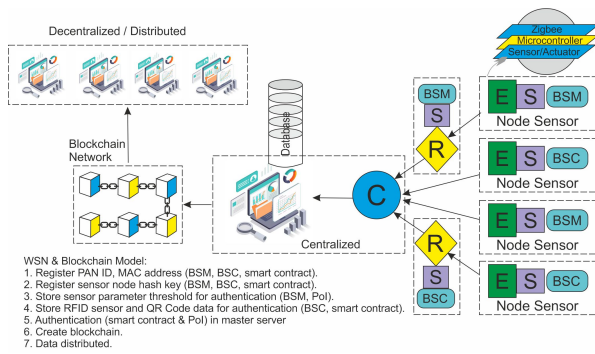 Decentralized / Distributed
Zigbee
Microcontroller
Sensor/Actuator
BSM
S
R
E S BSM
Node Sensor
Database
Blockchain
Network
E S BSC
Node Sensor
C
Centralized
E S BSM
Node Sensor
R
S
BSC
E S BSC
Node Sensor
WSN & Blockchain Model:
1. Register PAN ID, MAC address (BSM, BSC, smart contract).
2. Register sensor node hash key (BSM, BSC, smart contract).
3. Store sensor parameter threshold for authentication (BSM, PoI).
4. Store RFID sensor and QR Code data for authentication (BSC, smart contract).
5. Authentication (smart contract & PoI) in master server
6. Create blockchain.
7. Data distributed.